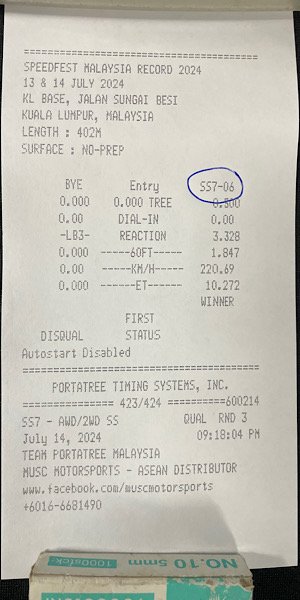 ==================================
SPEEDFEST MALAYSIA RECORD 2024
13 & 14 JULY 2024
KL BASE, JALAN SUNGAI BESI
KUALA LUMPUR, MALAYSIA
LENGTH : 402M
SURFACE : NO-PREP
BYE Entry SS7-06
0.000 0.000 TREE 0.500
0.00 DIAL-IN 0.00
-LB3- REACTION 3.328
0.000 -----60FT----- 1.847
0.00 -----KM/H----- 220.69
0.000 ------ET------ 10.272
WINNER
FIRST
DISQUAL STATUS
Autostart Disabled
==================================
PORTATREE TIMING SYSTEMS, INC.
=============== 423/424 ==========600214
SS7 - AWD/2WD SS QUAL RND 3
July 14, 2024 09:18:04 PM
TEAM PORTATREE MALAYSIA
MUSC MOTORSPORTS - ASEAN DISTRIBUTOR
www.facebook.com/muscmotorsports
+6016-6681490
NO.10 5mm
1000stick